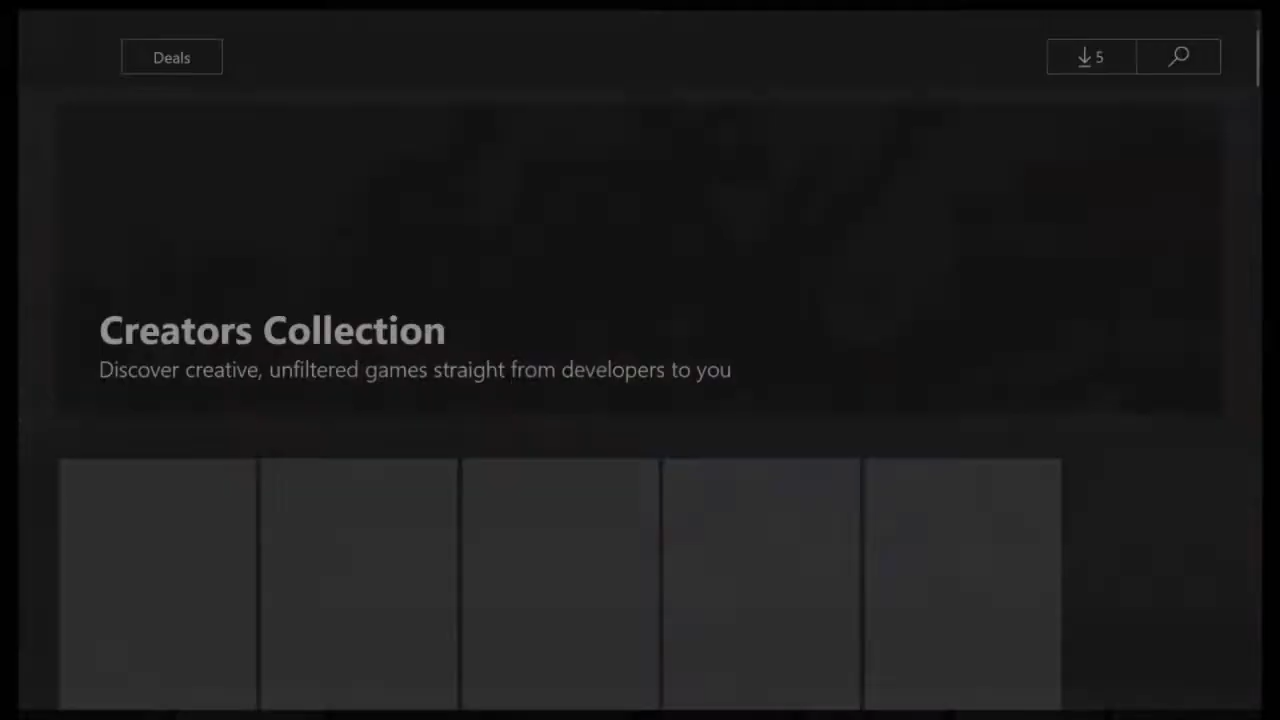 Deals
5
Creators Collection
Discover creative, unfiltered games straight from developers to you